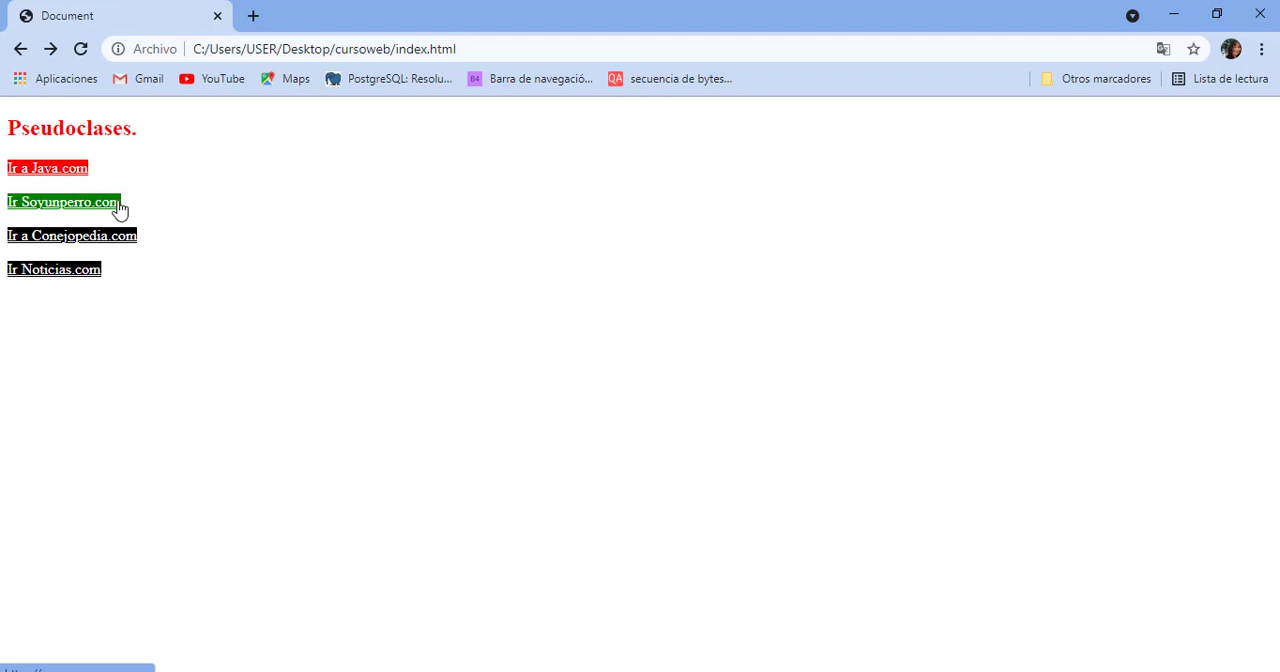 Document
Archivo | C:/Users/USER/Desktop/cursoweb/index.html
Aplicaciones Gmail YouTube Maps PostgreSQL: Resolu... B4 Barra de navegació... QA secuencia de bytes... Otros marcadores Lista de lectura
Pseudoclases.
Ir a Java.com
Ir Soyunperro.com
Ir a Conejopedia.com
Ir Noticias.com